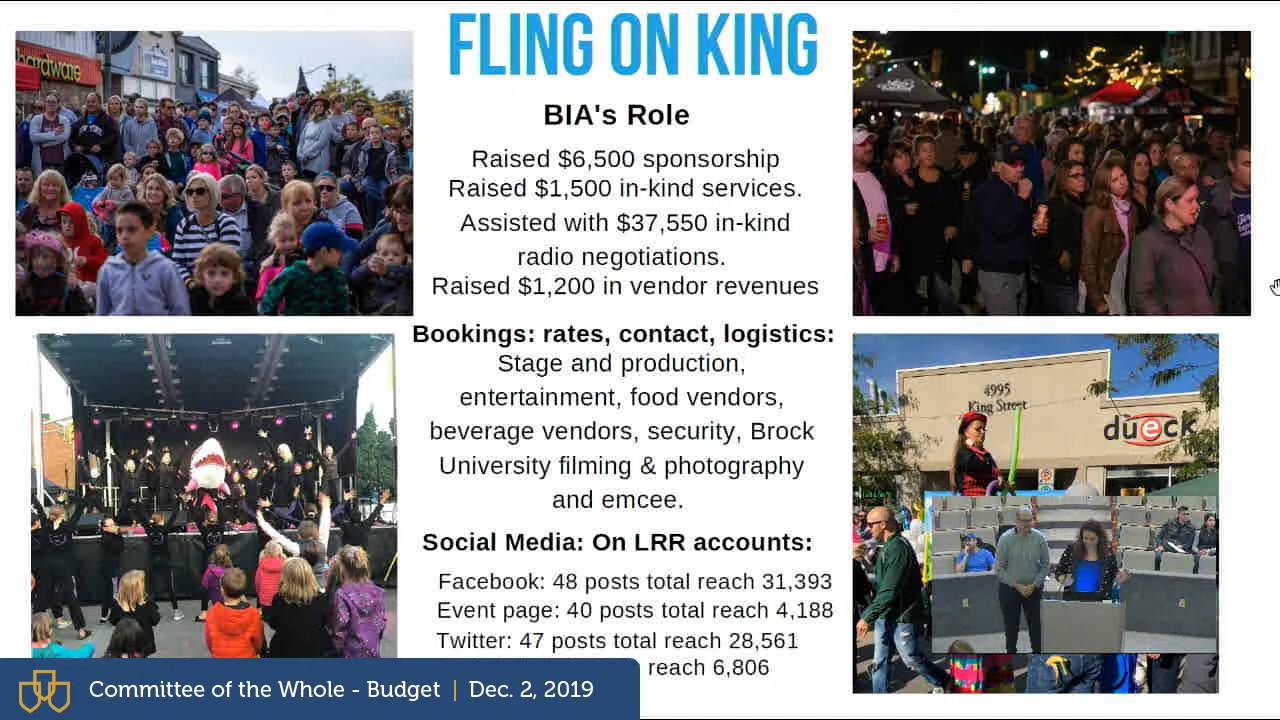 FLING ON KING
BIA's Role
Raised $6,500 sponsorship
Raised $1,500 in-kind services.
Assisted with $37,550 in-kind
radio negotiations.
Raised $1,200 in vendor revenues
Bookings: rates, contact, logistics:
Stage and production,
entertainment, food vendors,
beverage vendors, security, Brock
University filming & photography
and emcee.
Social Media: On LRR accounts:
Facebook: 48 posts total reach 31,393
Event page: 40 posts total reach 4,188
Twitter: 47 posts total reach 28,561
reach 6,806
hardware
4995
King Street
dueck
Committee of the Whole - Budget | Dec. 2, 2019